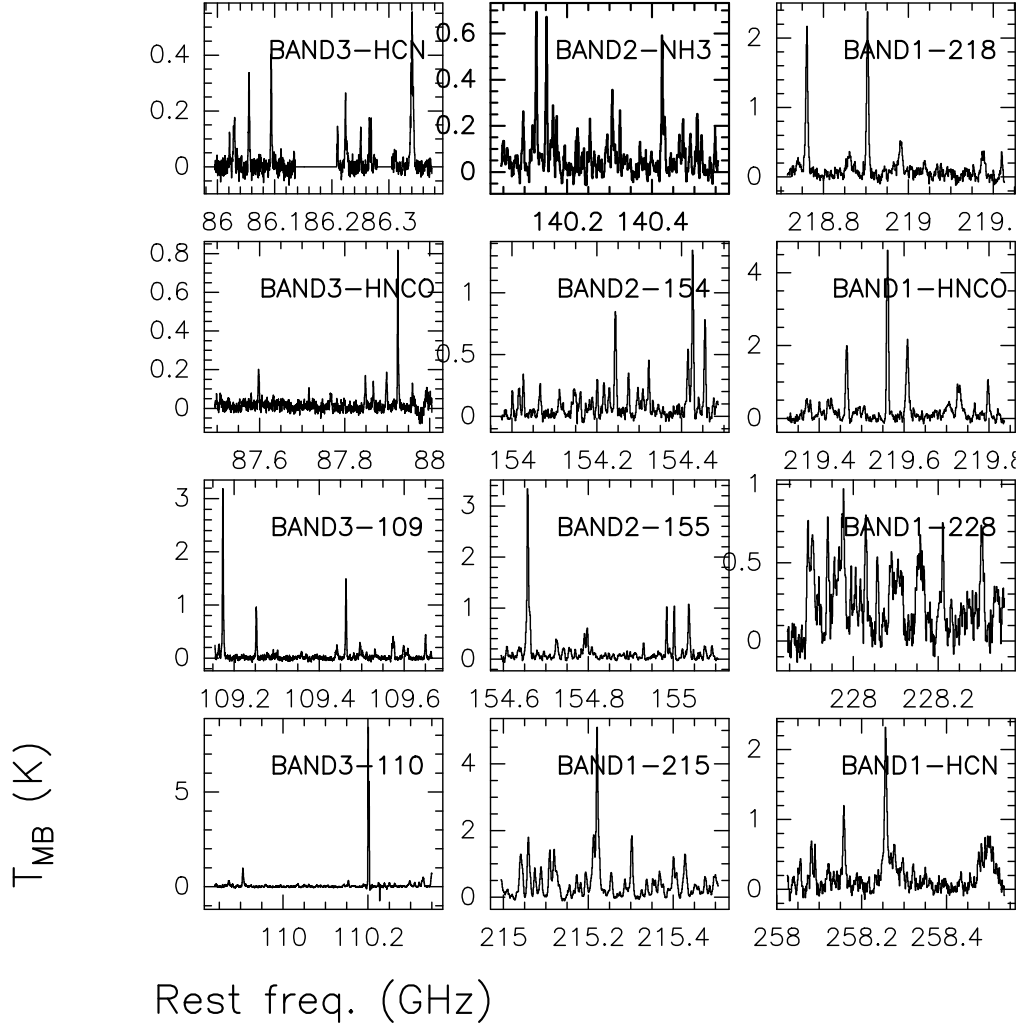 BAND3-HCN
0.4
0.2
0
86 86.1 86.2 86.3
BAND2-NH3
0.6
0.4
0.2
0
140.2 140.4
BAND1-218
2
1
0
218.8 219 219.
BAND3-HNCO
0.8
0.6
0.4
0.2
0
87.6 87.8 88
BAND2-154
1
0.5
0
154 154.2 154.4
BAND1-HNCO
4
2
0
219.4 219.6 219.8
BAND3-109
3
2
1
0
109.2 109.4 109.6
BAND2-155
3
2
1
0
154.6 154.8 155
BAND1-228
1
0.5
0
228 228.2
BAND3-110
5
0
110 110.2
BAND1-215
4
2
0
215 215.2 215.4
BAND1-HCN
2
1
0
258 258.2 258.4
TMB (K)
Rest freq. (GHz)